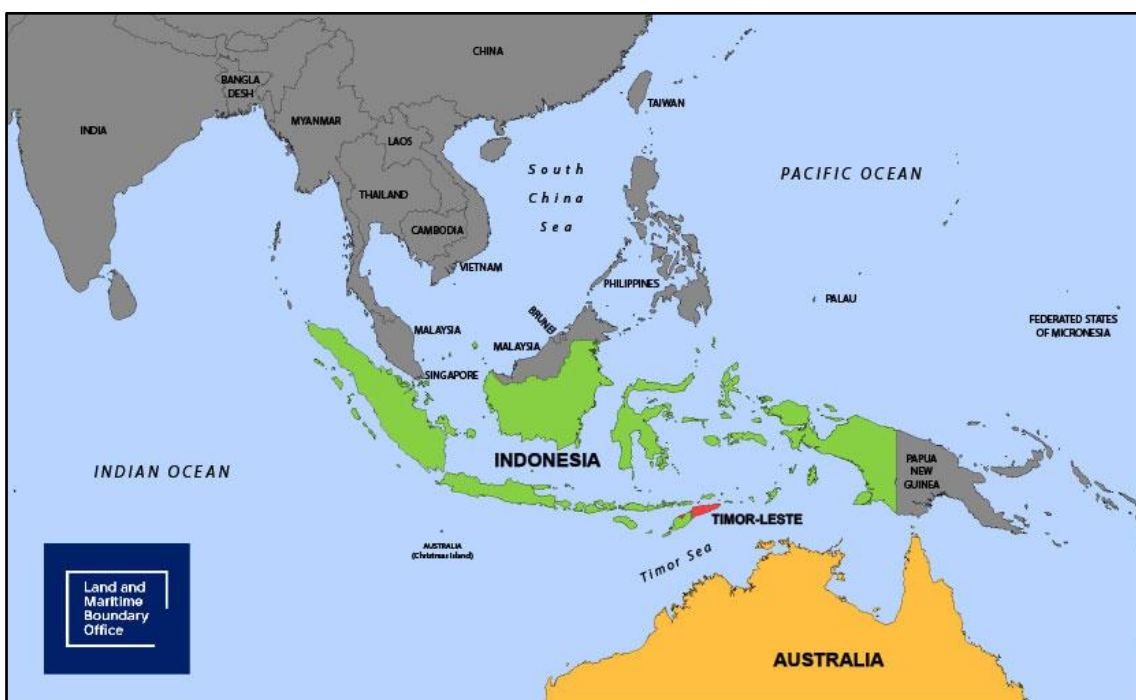 CHINA
BANGLA
DESH
TAIWAN
INDIA
MYANMAR
LAOS
South
China
Sea
PACIFIC OCEAN
THAILAND
CAMBODIA
VIETNAM
PHILIPPINES
PALAU
FEDERATED STATES
OF MICRONESIA
BRUNEI
MALAYSIA
MALAYSIA
SINGAPORE
INDIAN OCEAN
INDONESIA
PAPUA
NEW
GUINEA
TIMOR-LESTE
AUSTRALIA
(Christmas Island)
Timor Sea
Land and
Maritime
Boundary
Office
AUSTRALIA